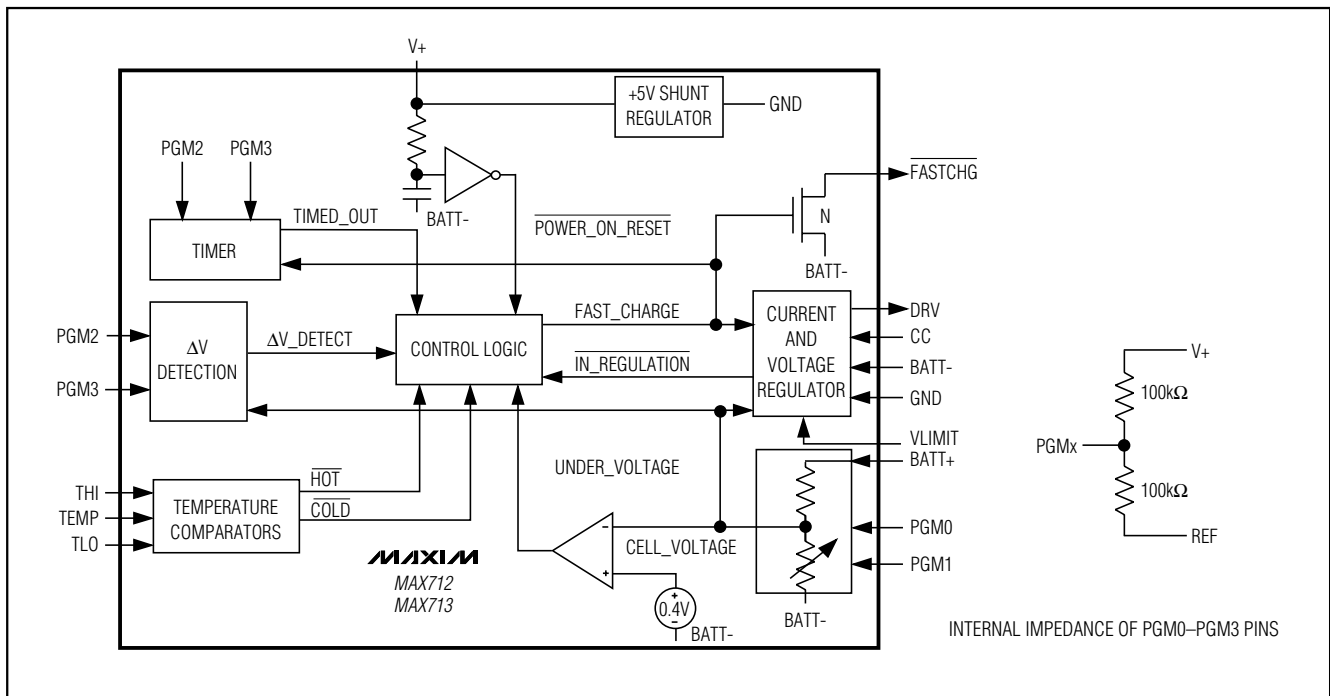 V+
+5V SHUNT
REGULATOR
GND
PGM2
PGM3
FASTCHG
TIMED_OUT
BATT-
POWER_ON_RESET
N
TIMER
BATT-
DRV
FAST_CHARGE
CURRENT
AND
VOLTAGE
REGULATOR
CC
PGM2
ΔV
DETECTION
ΔV_DETECT
CONTROL LOGIC
IN_REGULATION
BATT-
PGM3
GND
V+
100kΩ
VLIMIT
PGMx
BATT+
UNDER_VOLTAGE
100kΩ
THI
HOT
TEMP
TEMPERATURE
COMPARATORS
COLD
TLO
PGM0
REF
-
CELL_VOLTAGE
MAXIM
PGM1
+
MAX712
MAX713
+
0.4V
-
BATT-
BATT-
INTERNAL IMPEDANCE OF PGM0–PGM3 PINS